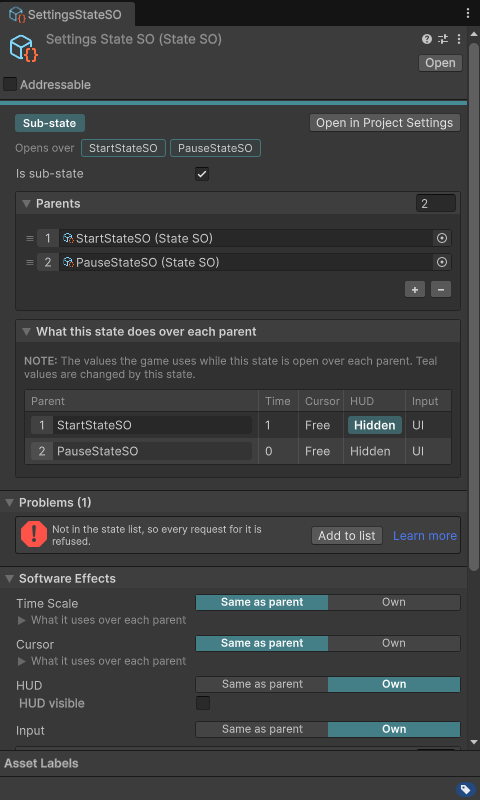 SettingsStateSO
Settings State SO (State SO)
Open
Addressable
Sub-state
Open in Project Settings
Opens over StartStateSO PauseStateSO
Is sub-state
Parents 2
1 StartStateSO (State SO)
2 PauseStateSO (State SO)
+ −
What this state does over each parent
NOTE: The values the game uses while this state is open over each parent. Teal
values are changed by this state.
Parent Time Cursor HUD Input
1 StartStateSO 1 Free Hidden UI
2 PauseStateSO 0 Free Hidden UI
Problems (1)
Not in the state list, so every request for it is
refused.
Add to list Learn more
Software Effects
Time Scale Same as parent Own
What it uses over each parent
Cursor Same as parent Own
What it uses over each parent
HUD Same as parent Own
HUD visible
Input Same as parent Own
Asset Labels